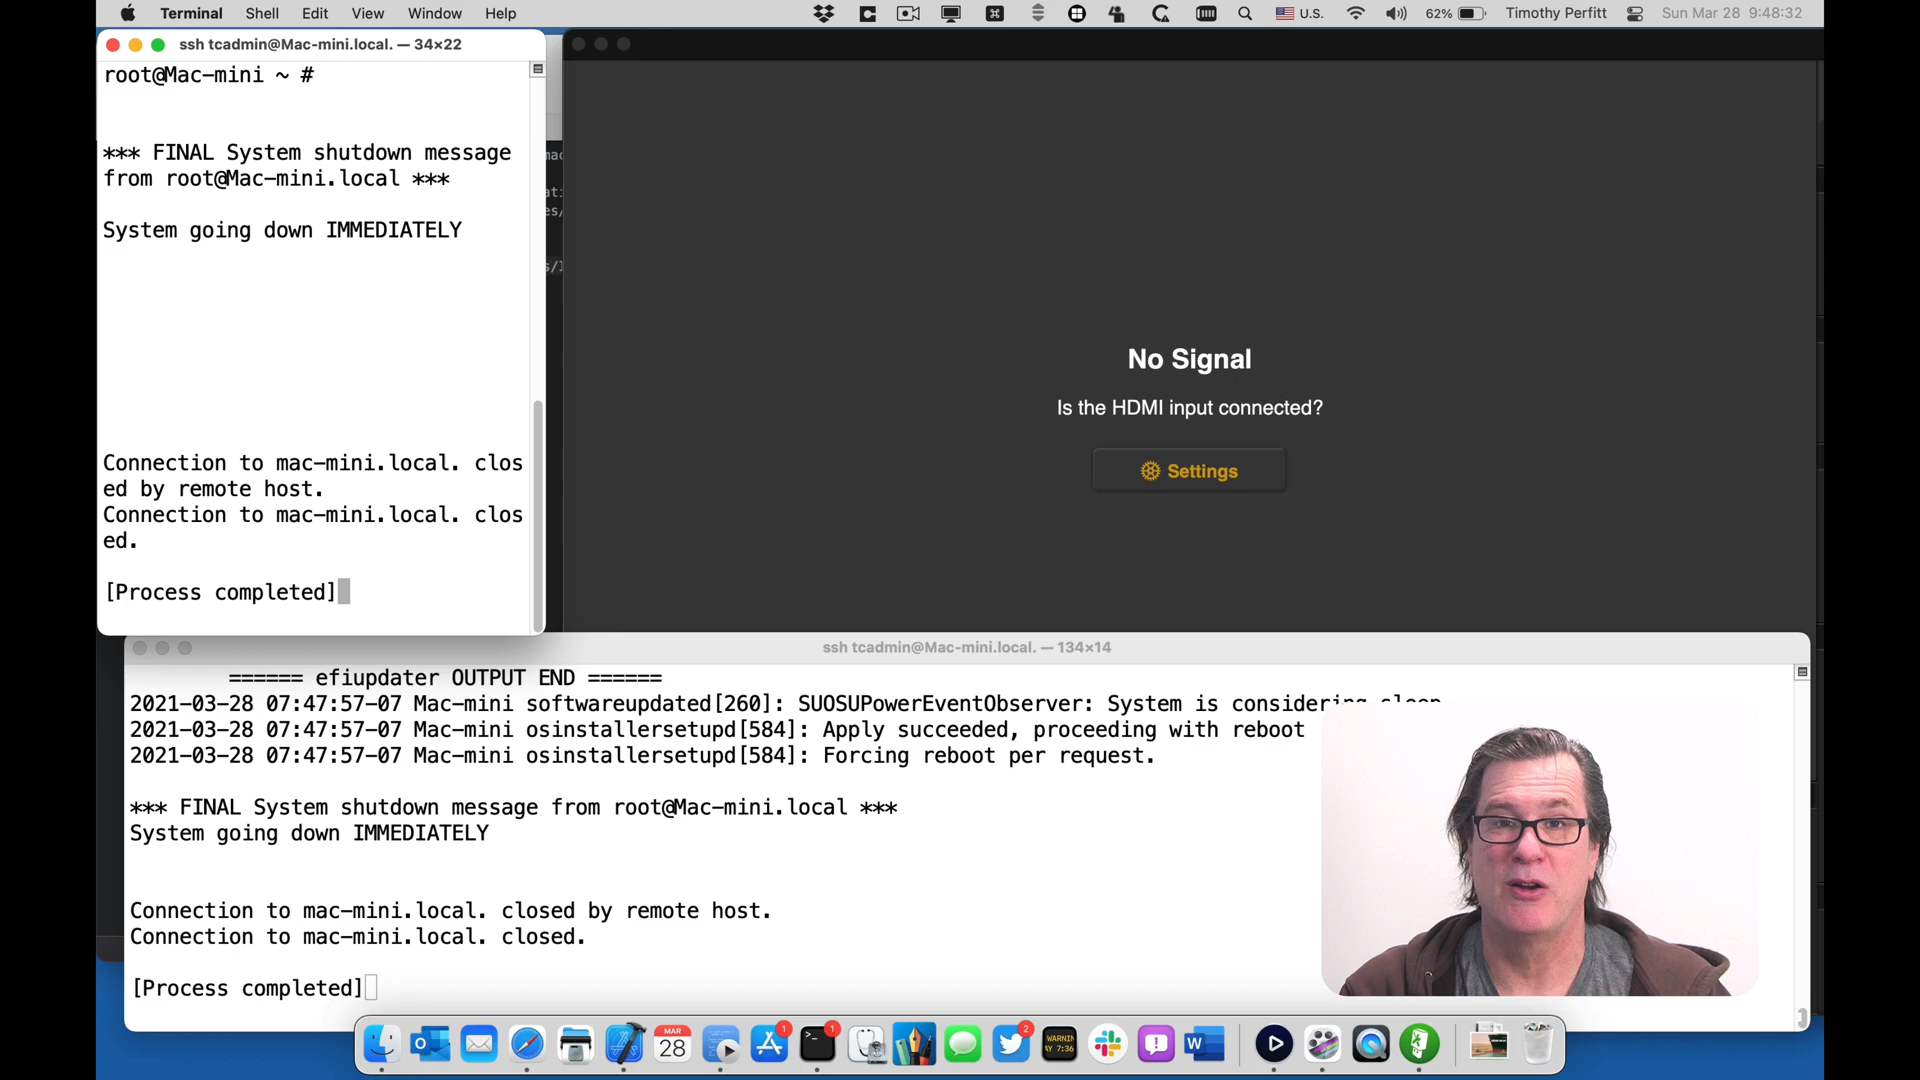 Terminal Shell Edit View Window Help
U.S. 62% Timothy Perfitt Sun Mar 28 9:48:32
ssh tcadmin@Mac-mini.local. — 34×22
root@Mac-mini ~ #
*** FINAL System shutdown message
from root@Mac-mini.local ***
System going down IMMEDIATELY
Connection to mac-mini.local. clos
ed by remote host.
Connection to mac-mini.local. clos
ed.
[Process completed]
No Signal
Is the HDMI input connected?
Settings
ssh tcadmin@Mac-mini.local. — 134×14
====== efiupdater OUTPUT END ======
2021-03-28 07:47:57-07 Mac-mini softwareupdated[260]: SUOSUPowerEventObserver: System is considering sleep
2021-03-28 07:47:57-07 Mac-mini osinstallersetupd[584]: Apply succeeded, proceeding with reboot
2021-03-28 07:47:57-07 Mac-mini osinstallersetupd[584]: Forcing reboot per request.
*** FINAL System shutdown message from root@Mac-mini.local ***
System going down IMMEDIATELY
Connection to mac-mini.local. closed by remote host.
Connection to mac-mini.local. closed.
[Process completed]
MAR
28
1
1
2
WARNIN
AY 7:36
W